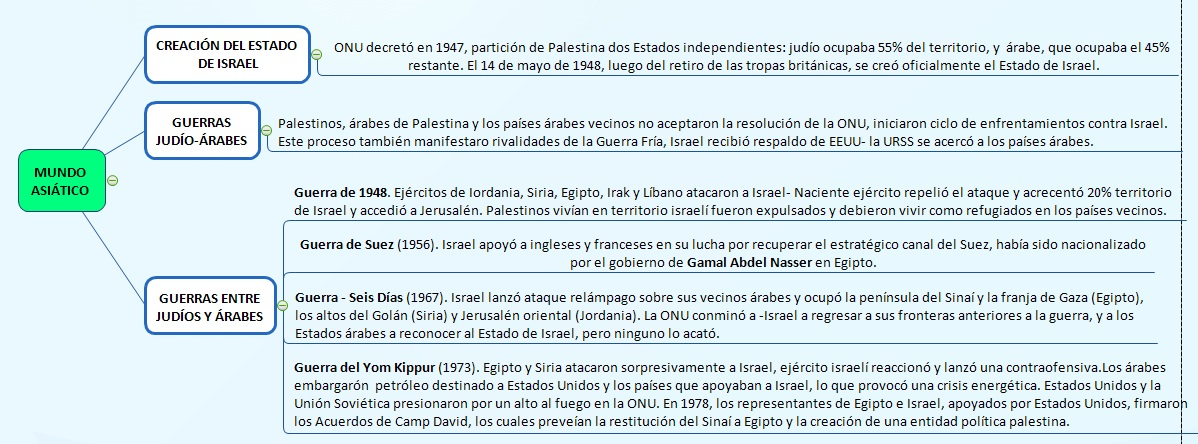 CREACIÓN DEL ESTADO
DE ISRAEL
ONU decretó en 1947, partición de Palestina dos Estados independientes: judío ocupaba 55% del territorio, y árabe, que ocupaba el 45%
restante. El 14 de mayo de 1948, luego del retiro de las tropas británicas, se creó oficialmente el Estado de Israel.
GUERRAS
JUDÍO-ÁRABES
Palestinos, árabes de Palestina y los países árabes vecinos no aceptaron la resolución de la ONU, iniciaron ciclo de enfrentamientos contra Israel.
Este proceso también manifestaro rivalidades de la Guerra Fría, Israel recibió respaldo de EEUU- la URSS se acercó a los países árabes.
MUNDO
ASIÁTICO
GUERRAS ENTRE
JUDÍOS Y ÁRABES
Guerra de 1948. Ejércitos de Iordania, Siria, Egipto, Irak y Líbano atacaron a Israel- Naciente ejército repelió el ataque y acrecentó 20% territorio
de Israel y accedió a Jerusalén. Palestinos vivían en territorio israelí fueron expulsados y debieron vivir como refugiados en los países vecinos.
Guerra de Suez (1956). Israel apoyó a ingleses y franceses en su lucha por recuperar el estratégico canal del Suez, había sido nacionalizado
por el gobierno de Gamal Abdel Nasser en Egipto.
Guerra - Seis Días (1967). Israel lanzó ataque relámpago sobre sus vecinos árabes y ocupó la península del Sinaí y la franja de Gaza (Egipto),
los altos del Golán (Siria) y Jerusalén oriental (Jordania). La ONU conminó a -Israel a regresar a sus fronteras anteriores a la guerra, y a los
Estados árabes a reconocer al Estado de Israel, pero ninguno lo acató.
Guerra del Yom Kippur (1973). Egipto y Siria atacaron sorpresivamente a Israel, ejército israelí reaccionó y lanzó una contraofensiva.Los árabes
embargarón petróleo destinado a Estados Unidos y los países que apoyaban a Israel, lo que provocó una crisis energética. Estados Unidos y la
Unión Soviética presionaron por un alto al fuego en la ONU. En 1978, los representantes de Egipto e Israel, apoyados por Estados Unidos, firmaron
los Acuerdos de Camp David, los cuales preveían la restitución del Sinaí a Egipto y la creación de una entidad política palestina.